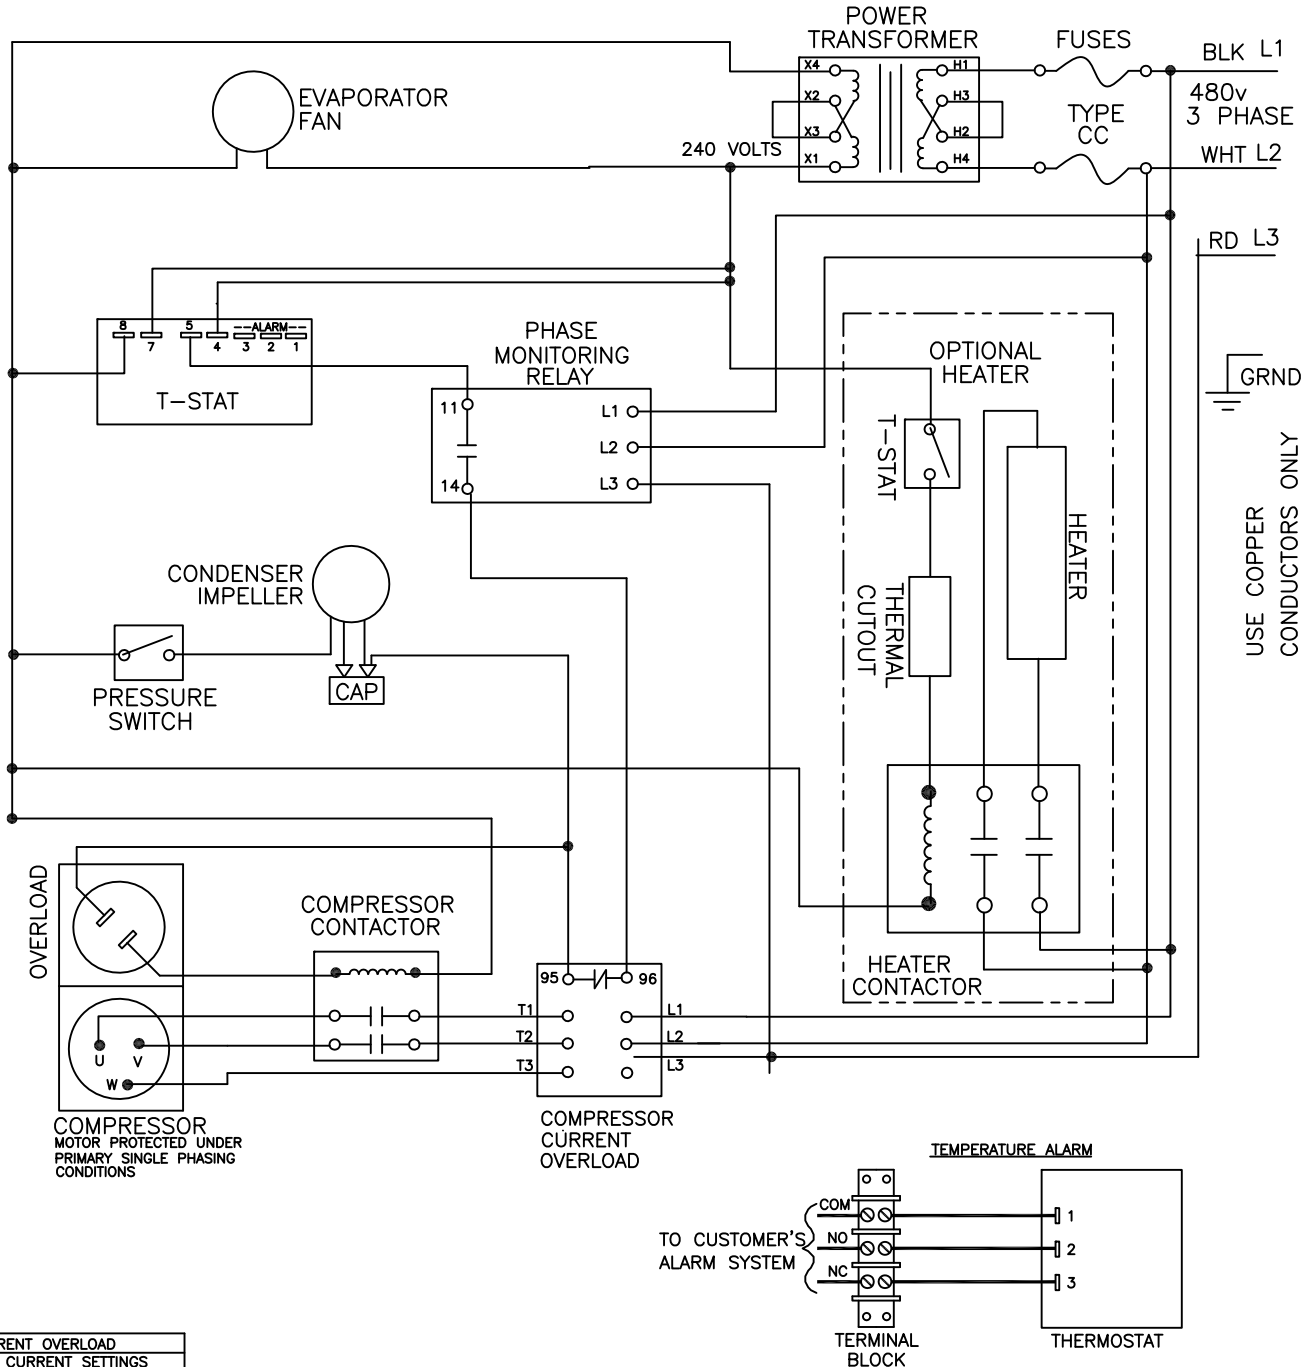 POWER
TRANSFORMER
FUSES
BLK L1
X4
H1
EVAPORATOR
FAN
X2
H3
480v
3 PHASE
TYPE
CC
X3
H2
240 VOLTS
X1
H4
WHT L2
RD L3
8
5
--ALARM--
7
4
3
2
1
T-STAT
PHASE
MONITORING
RELAY
11
14
L1
L2
L3
OPTIONAL
HEATER
GRND
T-STAT
HEATER
THERMAL
CUTOUT
USE COPPER
CONDUCTORS ONLY
CONDENSER
IMPELLER
CAP
PRESSURE
SWITCH
OVERLOAD
COMPRESSOR
CONTACTOR
HEATER
CONTACTOR
95
96
T1
L1
T2
L2
T3
L3
U
V
W
COMPRESSOR
MOTOR PROTECTED UNDER
PRIMARY SINGLE PHASING
CONDITIONS
COMPRESSOR
CURRENT
OVERLOAD
TEMPERATURE ALARM
COM
1
TO CUSTOMER'S
ALARM SYSTEM
NO
2
NC
3
TERMINAL
BLOCK
THERMOSTAT
OVERLOAD
CURRENT SETTINGS